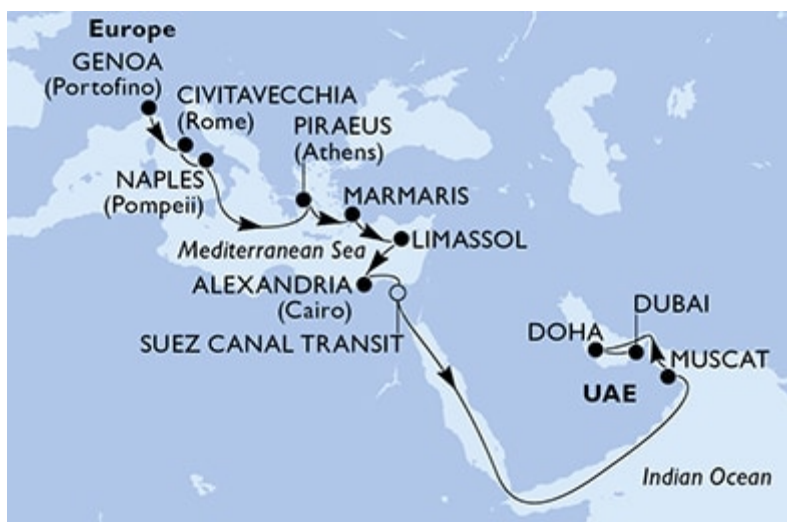 Europe
GENOA
(Portofino)
CIVITAVECCHIA
(Rome)
NAPLES
(Pompeii)
PIRAEUS
(Athens)
MARMARIS
Mediterranean Sea
LIMASSOL
ALEXANDRIA
(Cairo)
SUEZ CANAL TRANSIT
DUBAI
DOHA
MUSCAT
UAE
Indian Ocean